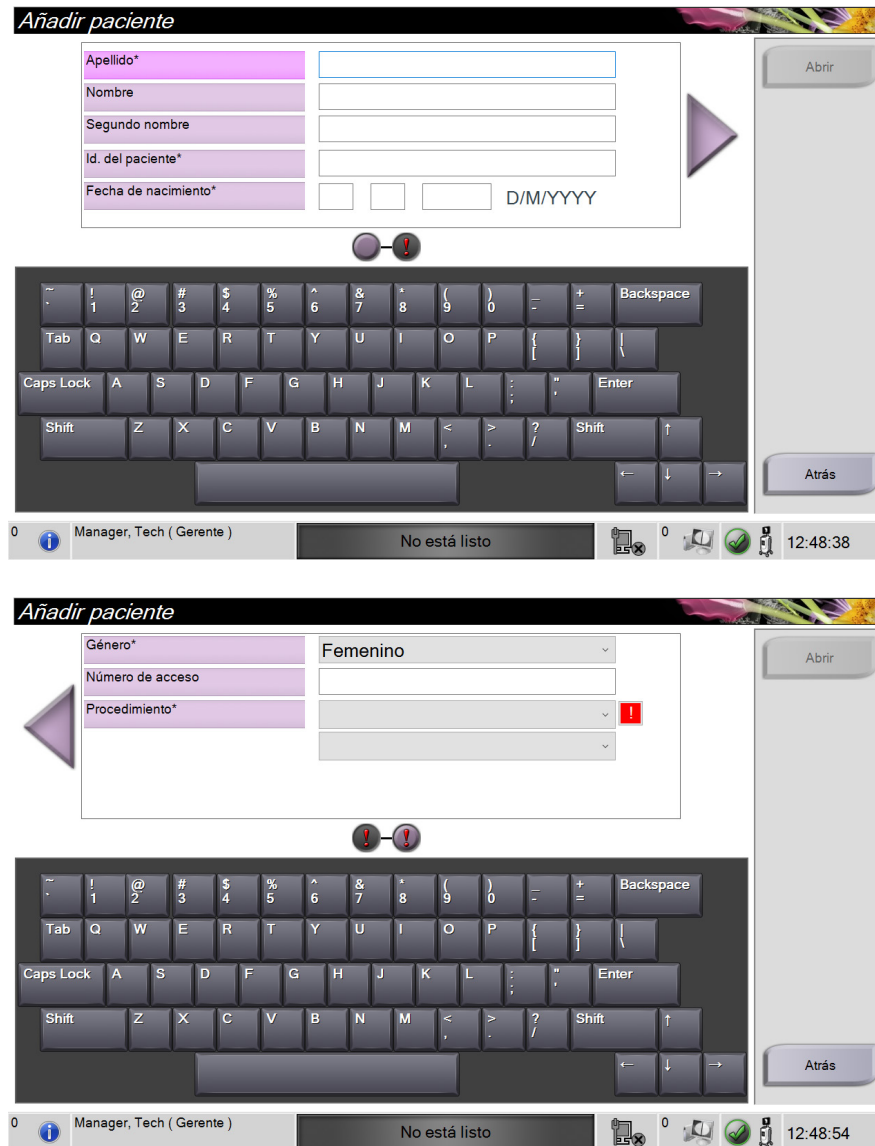 Añadir paciente
Apellido*
Abrir
Nombre
Segundo nombre
Id. del paciente*
Fecha de nacimiento* D/M/YYYY
~ ! @ # $ % ^ & * ( ) _ + Backspace
` 1 2 3 4 5 6 7 8 9 0 - =
Tab Q W E R T Y U I O P { } |
[ ] \
Caps Lock A S D F G H J K L : " Enter
; '
Shift Z X C V B N M < > ? Shift ↑
, . /
← ↓ →
Atrás
0 Manager, Tech ( Gerente ) No está listo 0 12:48:38
Añadir paciente
Género* Femenino
Abrir
Número de acceso
Procedimiento* !
~ ! @ # $ % ^ & * ( ) _ + Backspace
` 1 2 3 4 5 6 7 8 9 0 - =
Tab Q W E R T Y U I O P { } |
[ ] \
Caps Lock A S D F G H J K L : " Enter
; '
Shift Z X C V B N M < > ? Shift ↑
, . /
← ↓ →
Atrás
0 Manager, Tech ( Gerente ) No está listo 0 12:48:54